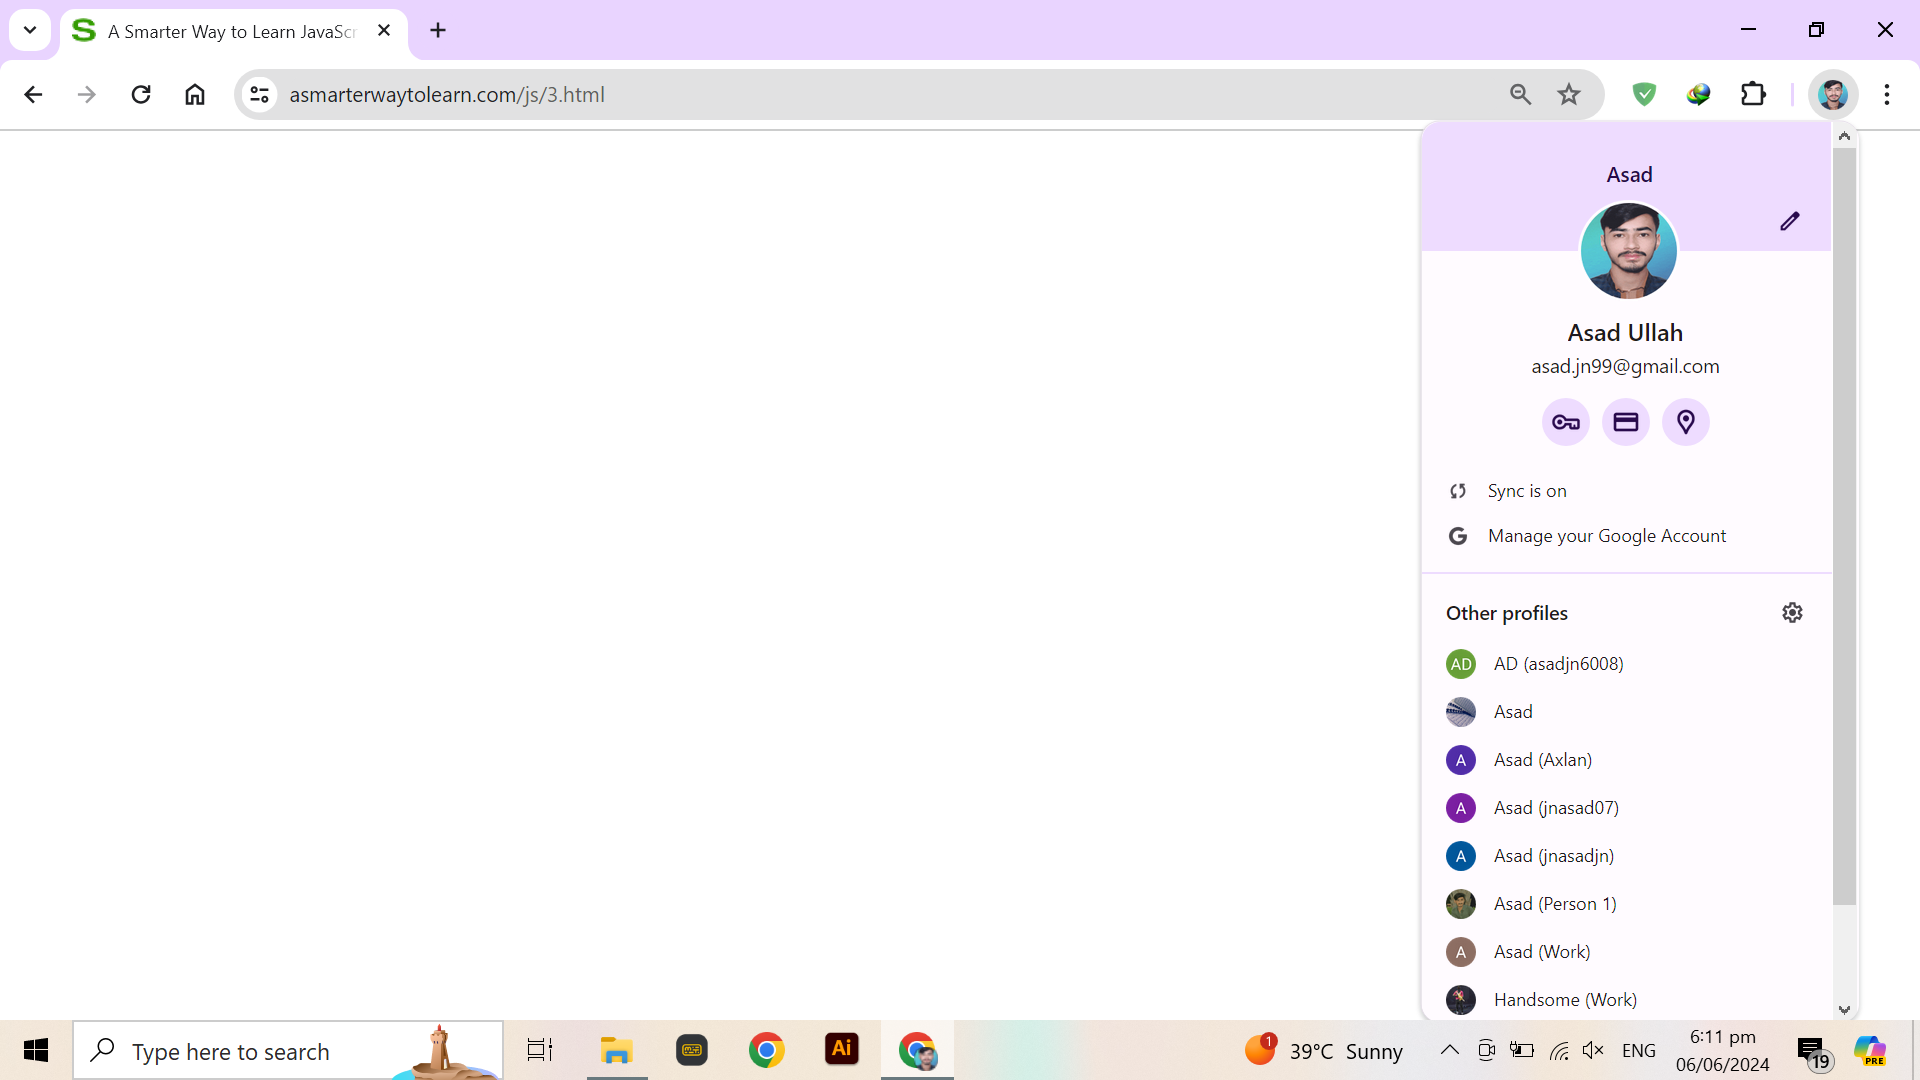 A Smarter Way to Learn JavaScr
asmarterwaytolearn.com/js/3.html
Asad
Asad Ullah
asad.jn99@gmail.com
Sync is on
Manage your Google Account
Other profiles
AD AD (asadjn6008)
Asad
A Asad (Axlan)
A Asad (jnasad07)
A Asad (jnasadjn)
Asad (Person 1)
A Asad (Work)
Handsome (Work)
Type here to search
Ai
1
39°C Sunny
ENG
6:11 pm
06/06/2024
19
PRE